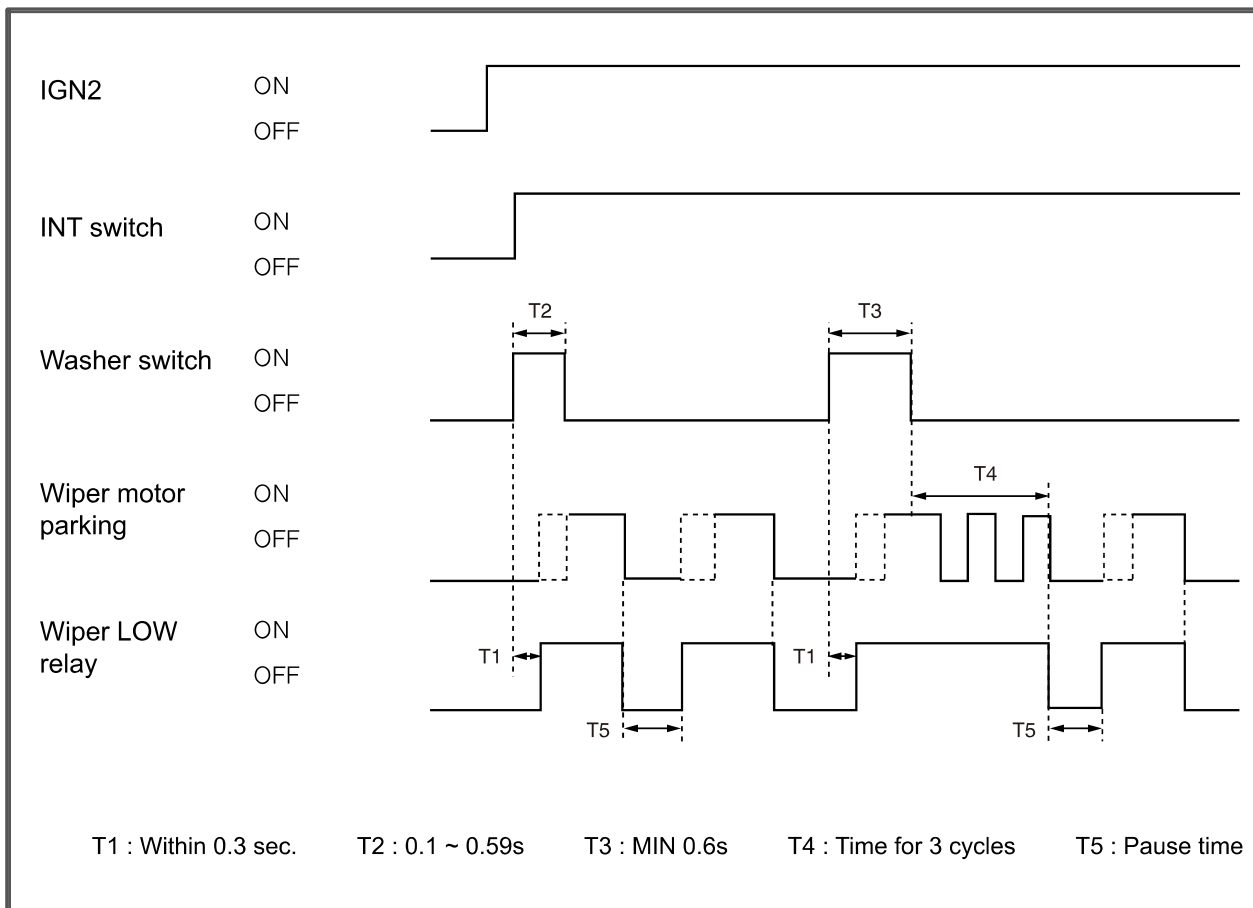 IGN2
ON
OFF
INT switch
ON
OFF
T2
T3
Washer switch
ON
OFF
T4
Wiper motor
parking
ON
OFF
Wiper LOW
relay
ON
OFF
T1
T1
T5
T5
T1 : Within 0.3 sec.
T2 : 0.1 ~ 0.59s
T3 : MIN 0.6s
T4 : Time for 3 cycles
T5 : Pause time